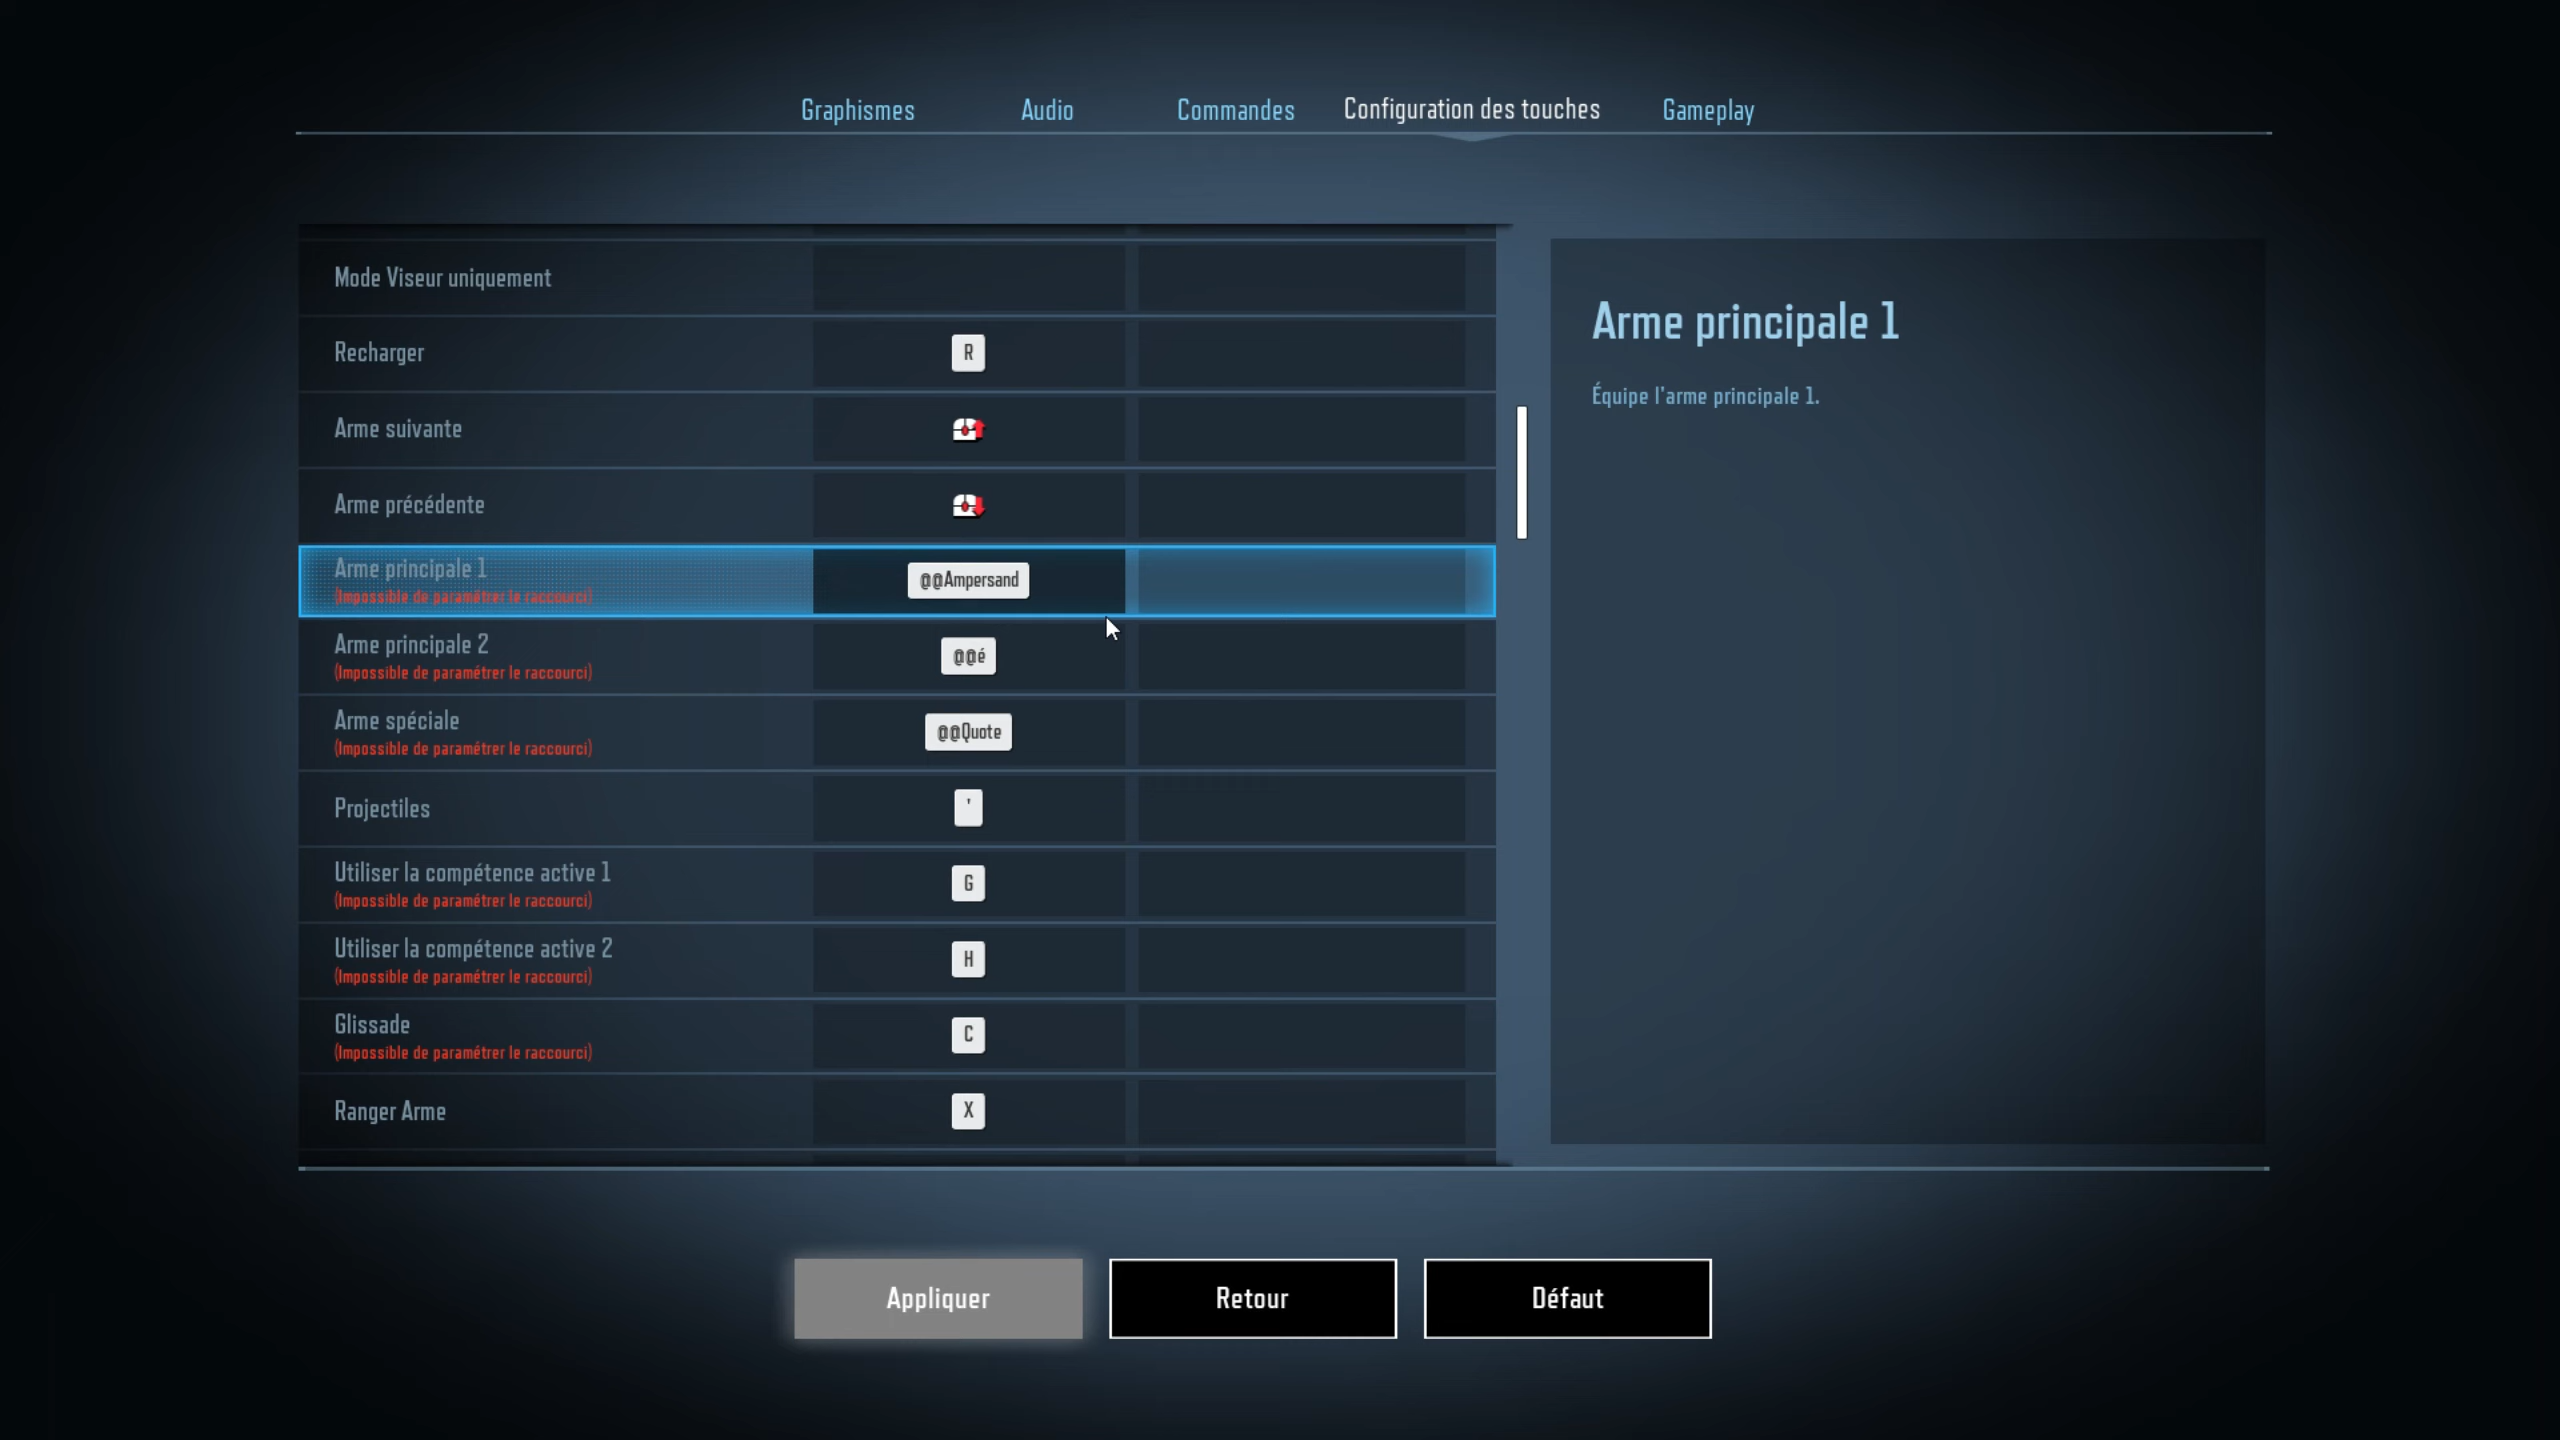 Graphismes
Audio
Commandes
Configuration des touches
Gameplay
Mode Viseur uniquement
Recharger
R
Arme suivante
Arme précédente
Arme principale 1
(Impossible de paramétrer le raccourci)
@@Ampersand
Arme principale 2
(Impossible de paramétrer le raccourci)
@@é
Arme spéciale
(Impossible de paramétrer le raccourci)
@@Quote
Projectiles
'
Utiliser la compétence active 1
(Impossible de paramétrer le raccourci)
G
Utiliser la compétence active 2
(Impossible de paramétrer le raccourci)
H
Glissade
(Impossible de paramétrer le raccourci)
C
Ranger Arme
X
Arme principale 1
Équipe l'arme principale 1.
Appliquer
Retour
Défaut